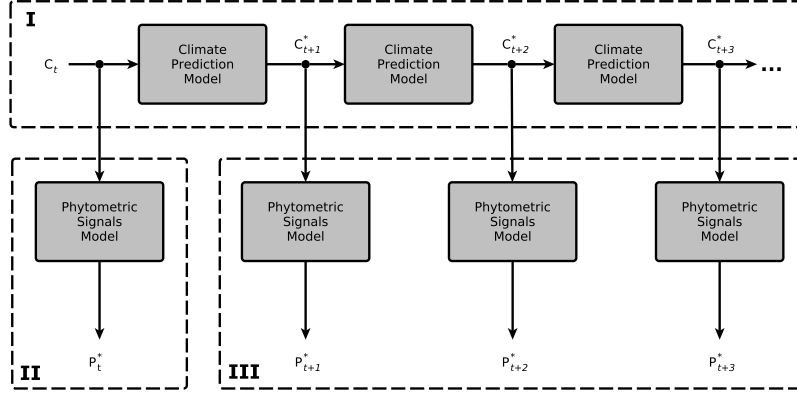 I
C_t
Climate
Prediction
Model
C*_{t+1}
Climate
Prediction
Model
C*_{t+2}
Climate
Prediction
Model
C*_{t+3}
...
Phytometric
Signals
Model
Phytometric
Signals
Model
Phytometric
Signals
Model
Phytometric
Signals
Model
II
P*_t
III
P*_{t+1}
P*_{t+2}
P*_{t+3}